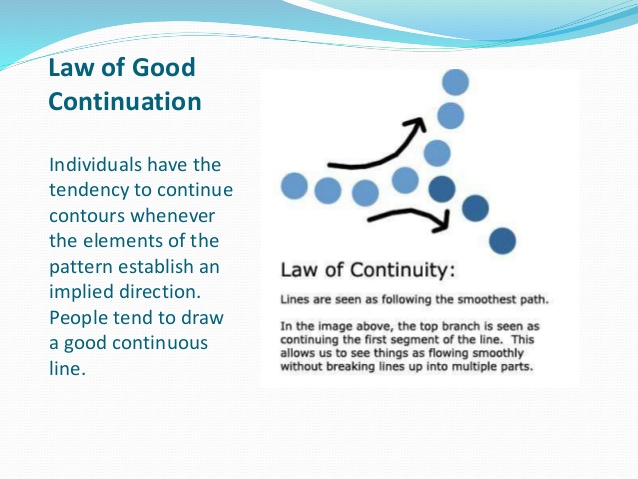 Law of Good
Continuation
Individuals have the
tendency to continue
contours whenever
the elements of the
pattern establish an
implied direction.
People tend to draw
a good continuous
line.
Law of Continuity:
Lines are seen as following the smoothest path.
In the image above, the top branch is seen as
continuing the first segment of the line. This
allows us to see things as flowing smoothly
without breaking lines up into multiple parts.